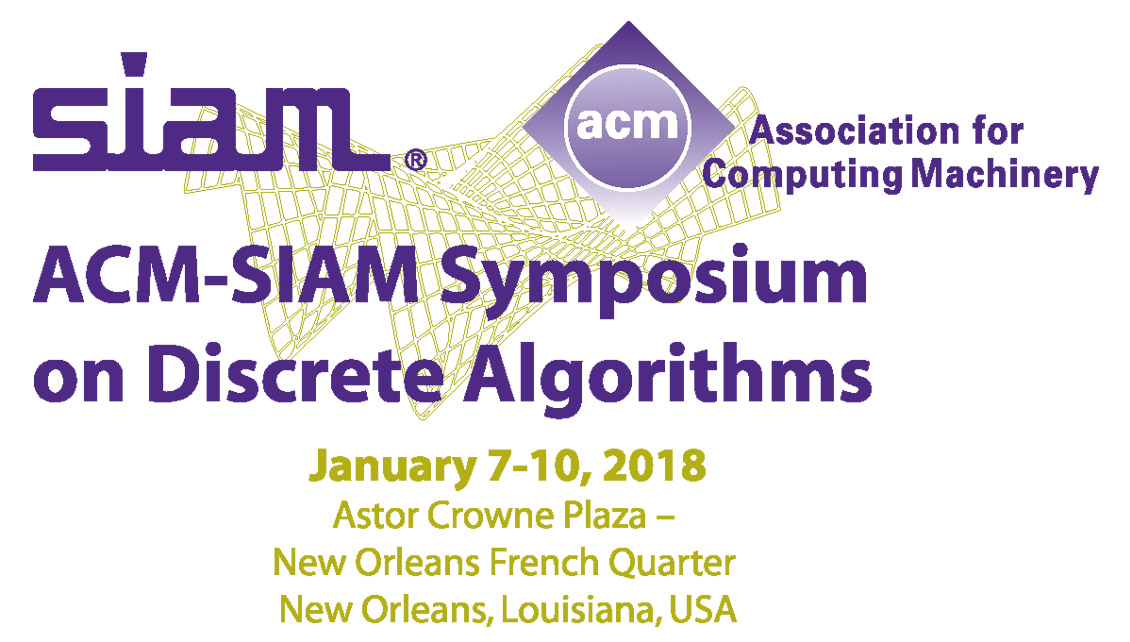 siam®
acm
Association for
Computing Machinery
ACM-SIAM Symposium
on Discrete Algorithms
January 7-10, 2018
Astor Crowne Plaza –
New Orleans French Quarter
New Orleans, Louisiana, USA